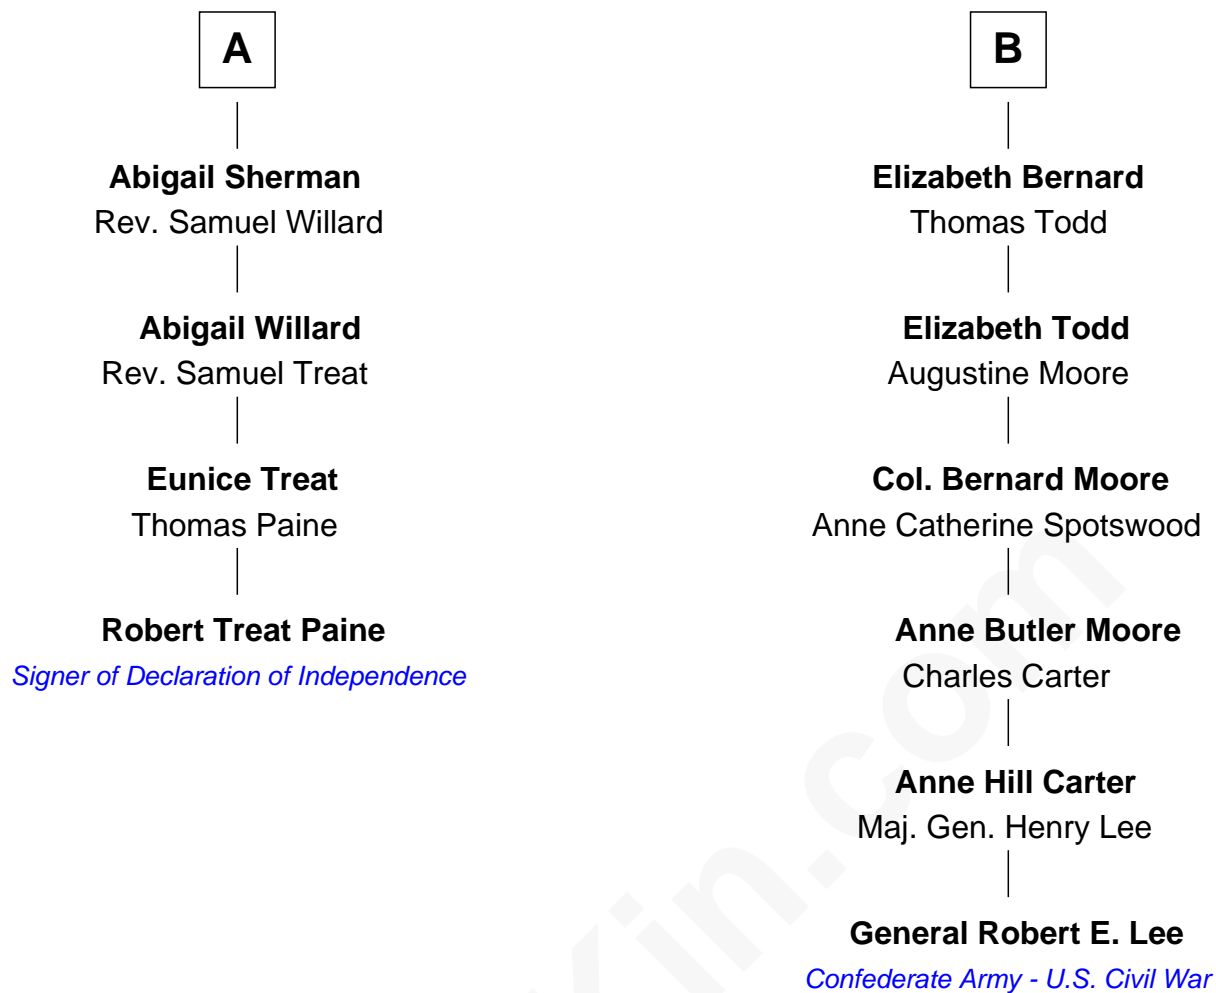 A
Abigail Sherman
Rev. Samuel Willard
Abigail Willard
Rev. Samuel Treat
Eunice Treat
Thomas Paine
Robert Treat Paine
Signer of Declaration of Independence
B
Elizabeth Bernard
Thomas Todd
Elizabeth Todd
Augustine Moore
Col. Bernard Moore
Anne Catherine Spotswood
Anne Butler Moore
Charles Carter
Anne Hill Carter
Maj. Gen. Henry Lee
General Robert E. Lee
Confederate Army - U.S. Civil War
Kin.com